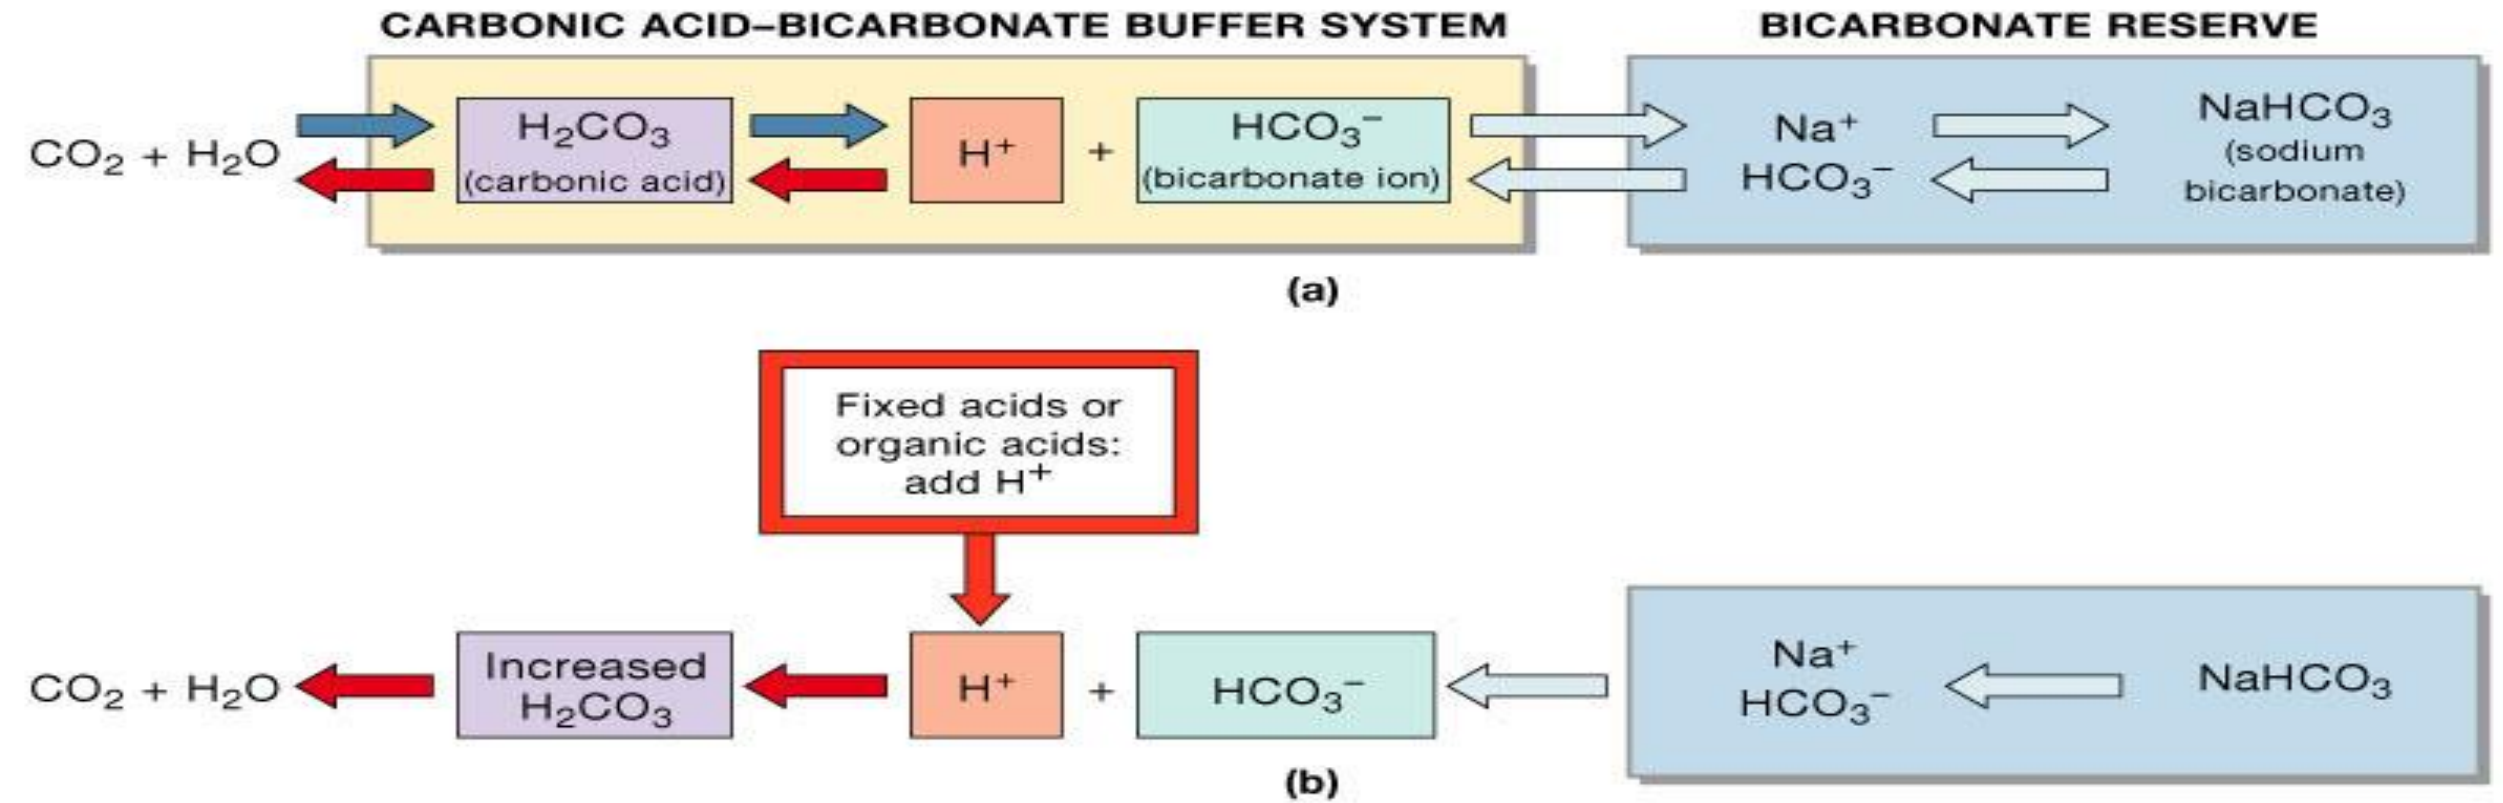 CARBONIC ACID–BICARBONATE BUFFER SYSTEM
BICARBONATE RESERVE
CO₂ + H₂O
H₂CO₃
(carbonic acid)
H⁺
+
HCO₃⁻
(bicarbonate ion)
Na⁺
HCO₃⁻
NaHCO₃
(sodium
bicarbonate)
(a)
Fixed acids or
organic acids:
add H⁺
CO₂ + H₂O
Increased
H₂CO₃
H⁺
+
HCO₃⁻
Na⁺
HCO₃⁻
NaHCO₃
(b)